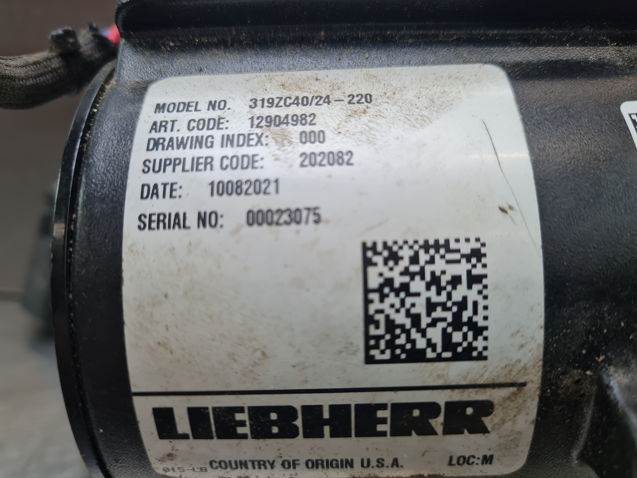 MODEL NO. 319ZC40/24-220
ART. CODE: 12904982
DRAWING INDEX: 000
SUPPLIER CODE: 202082
DATE: 10082021
SERIAL NO: 00023075
LIEBHERR
COUNTRY OF ORIGIN U.S.A. LOC:M